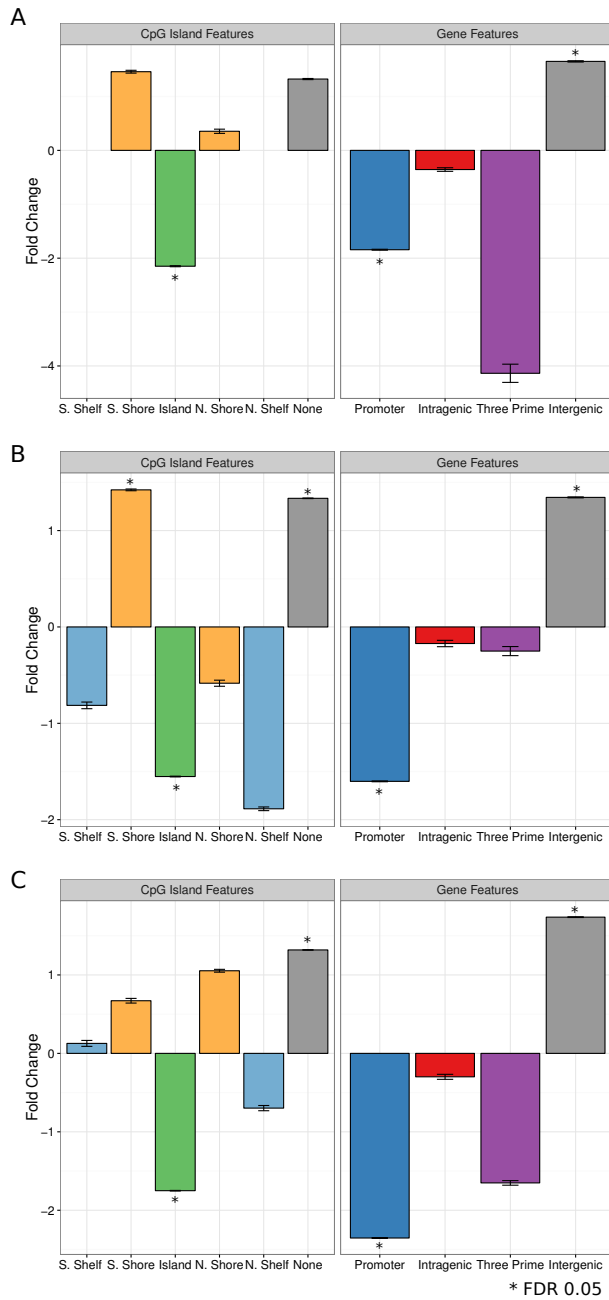 A
CpG Island Features Gene Features
* 
0
-2
-4
Fold Change
*
*
S. Shelf S. Shore Island N. Shore N. Shelf None Promoter Intragenic Three Prime Intergenic
B
CpG Island Features Gene Features
* * *
1
0
-1
-2
Fold Change
* *
S. Shelf S. Shore Island N. Shore N. Shelf None Promoter Intragenic Three Prime Intergenic
C
CpG Island Features Gene Features
* *
1
0
-1
-2
Fold Change
* *
S. Shelf S. Shore Island N. Shore N. Shelf None Promoter Intragenic Three Prime Intergenic
* FDR 0.05